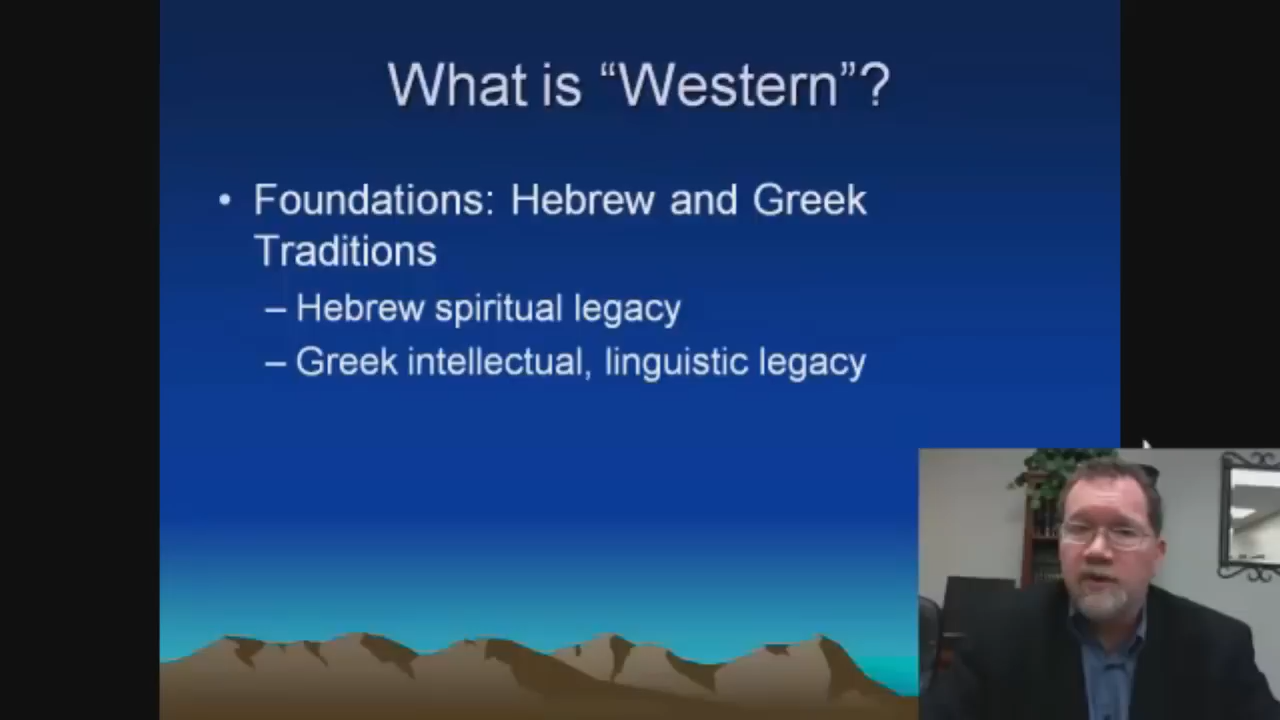 What is “Western”?
• Foundations: Hebrew and Greek
Traditions
– Hebrew spiritual legacy
– Greek intellectual, linguistic legacy